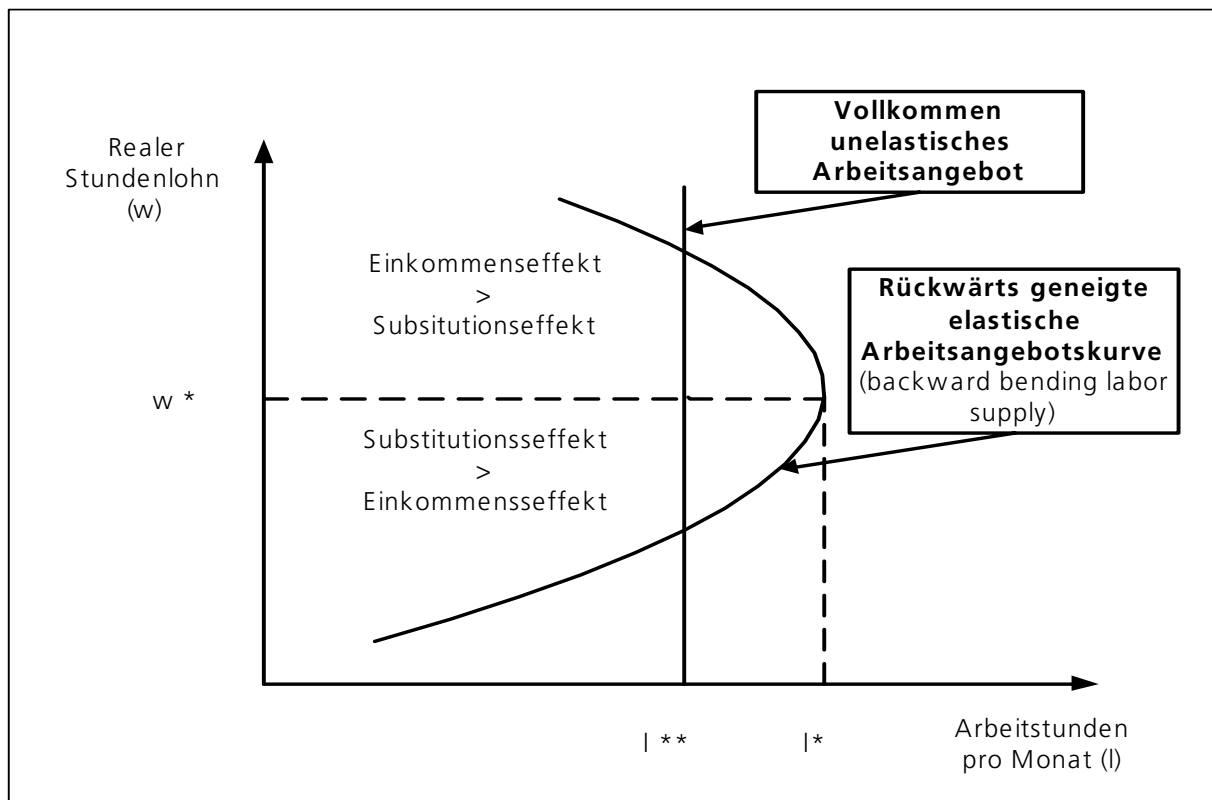 Vollkommen
unelastisches
Arbeitsangebot
Realer
Stundenlohn
(w)
Einkommenseffekt
>
Subsitutionseffekt
Rückwärts geneigte
elastische
Arbeitsangebotskurve
(backward bending labor
supply)
w *
Substitutionsseffekt
>
Einkommensseffekt
l **
l*
Arbeitstunden
pro Monat (l)